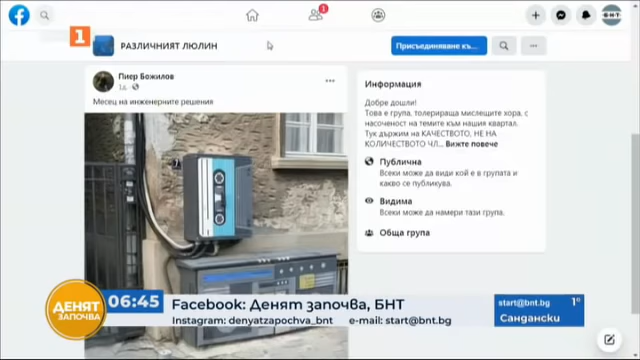 1
РАЗЛИЧНИЯТ ЛЮЛИН
Присъединяване къ...
1
БНТ
Пиер Божилов
1д.
Месец на инженерните решения
Информация
Добре дошли!
Това е група, толерираща мислещите хора, с
насоченост на темите към нашия квартал.
Тук държим на КАЧЕСТВОТО, НЕ НА
КОЛИЧЕСТВОТО ЧЛ... Вижте повече
Публична
Всеки може да види кой е в групата и
какво се публикува.
Видима
Всеки може да намери тази група.
Обща група
ДЕНЯТ
ЗАПОЧВА
06:45
Facebook: Денят започва, БНТ
Instagram: denyatzapochva_bnt e-mail: start@bnt.bg
start@bnt.bg 1°
Сандански